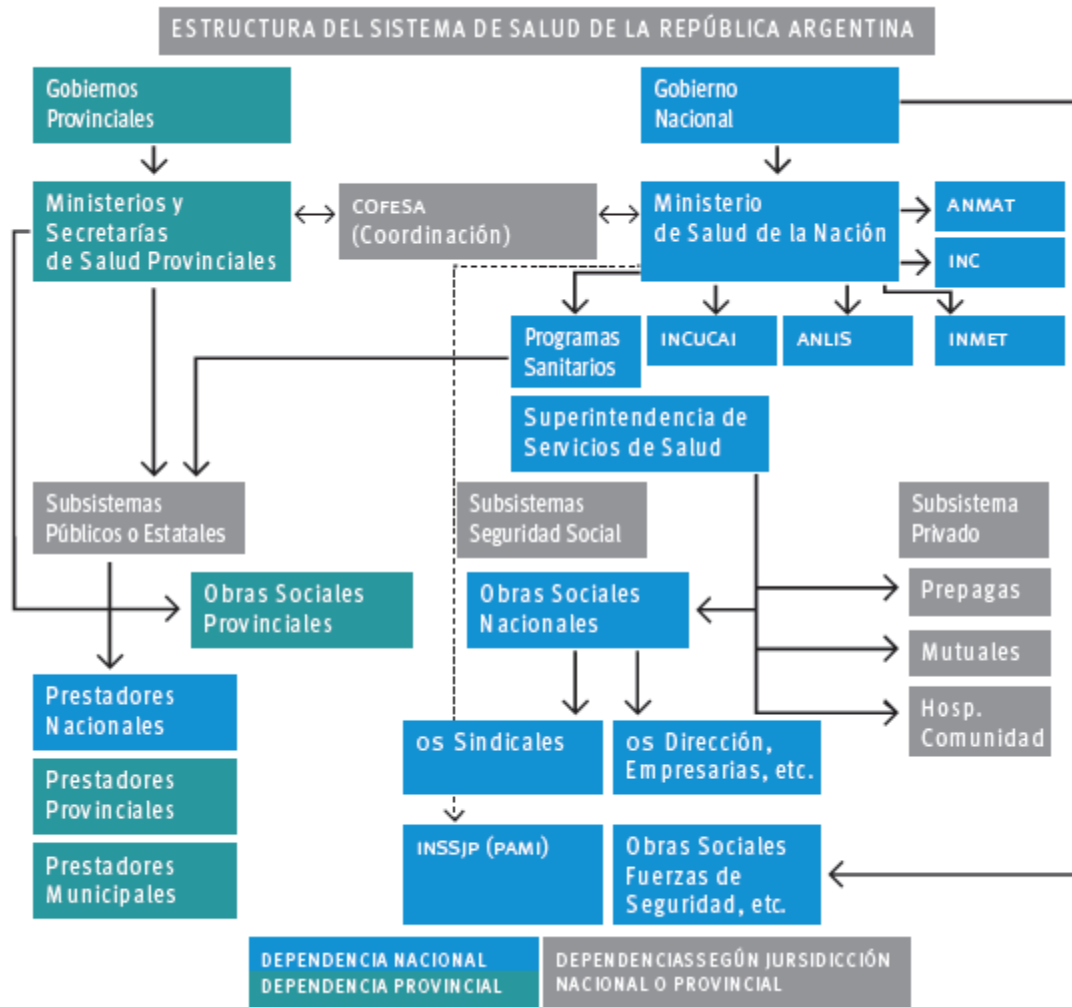 ESTRUCTURA DEL SISTEMA DE SALUD DE LA REPÚBLICA ARGENTINA
Gobiernos
Provinciales
Gobierno
Nacional
Ministerios y
Secretarías
de Salud Provinciales
COFESA
(Coordinación)
Ministerio
de Salud de la Nación
ANMAT
INC
Programas
Sanitarios
INCUCAI
ANLIS
INMET
Superintendencia de
Servicios de Salud
Subsistemas
Públicos o Estatales
Subsistemas
Seguridad Social
Subsistema
Privado
Obras Sociales
Provinciales
Obras Sociales
Nacionales
Prepagas
Mutuales
Hosp.
Comunidad
Prestadores
Nacionales
OS Sindicales
OS Dirección,
Empresarias, etc.
Prestadores
Provinciales
Prestadores
Municipales
INSSJP (PAMI)
Obras Sociales
Fuerzas de
Seguridad, etc.
DEPENDENCIA NACIONAL
DEPENDENCIA PROVINCIAL
DEPENDENCIASSEGÚN JURSIDICCIÓN
NACIONAL O PROVINCIAL